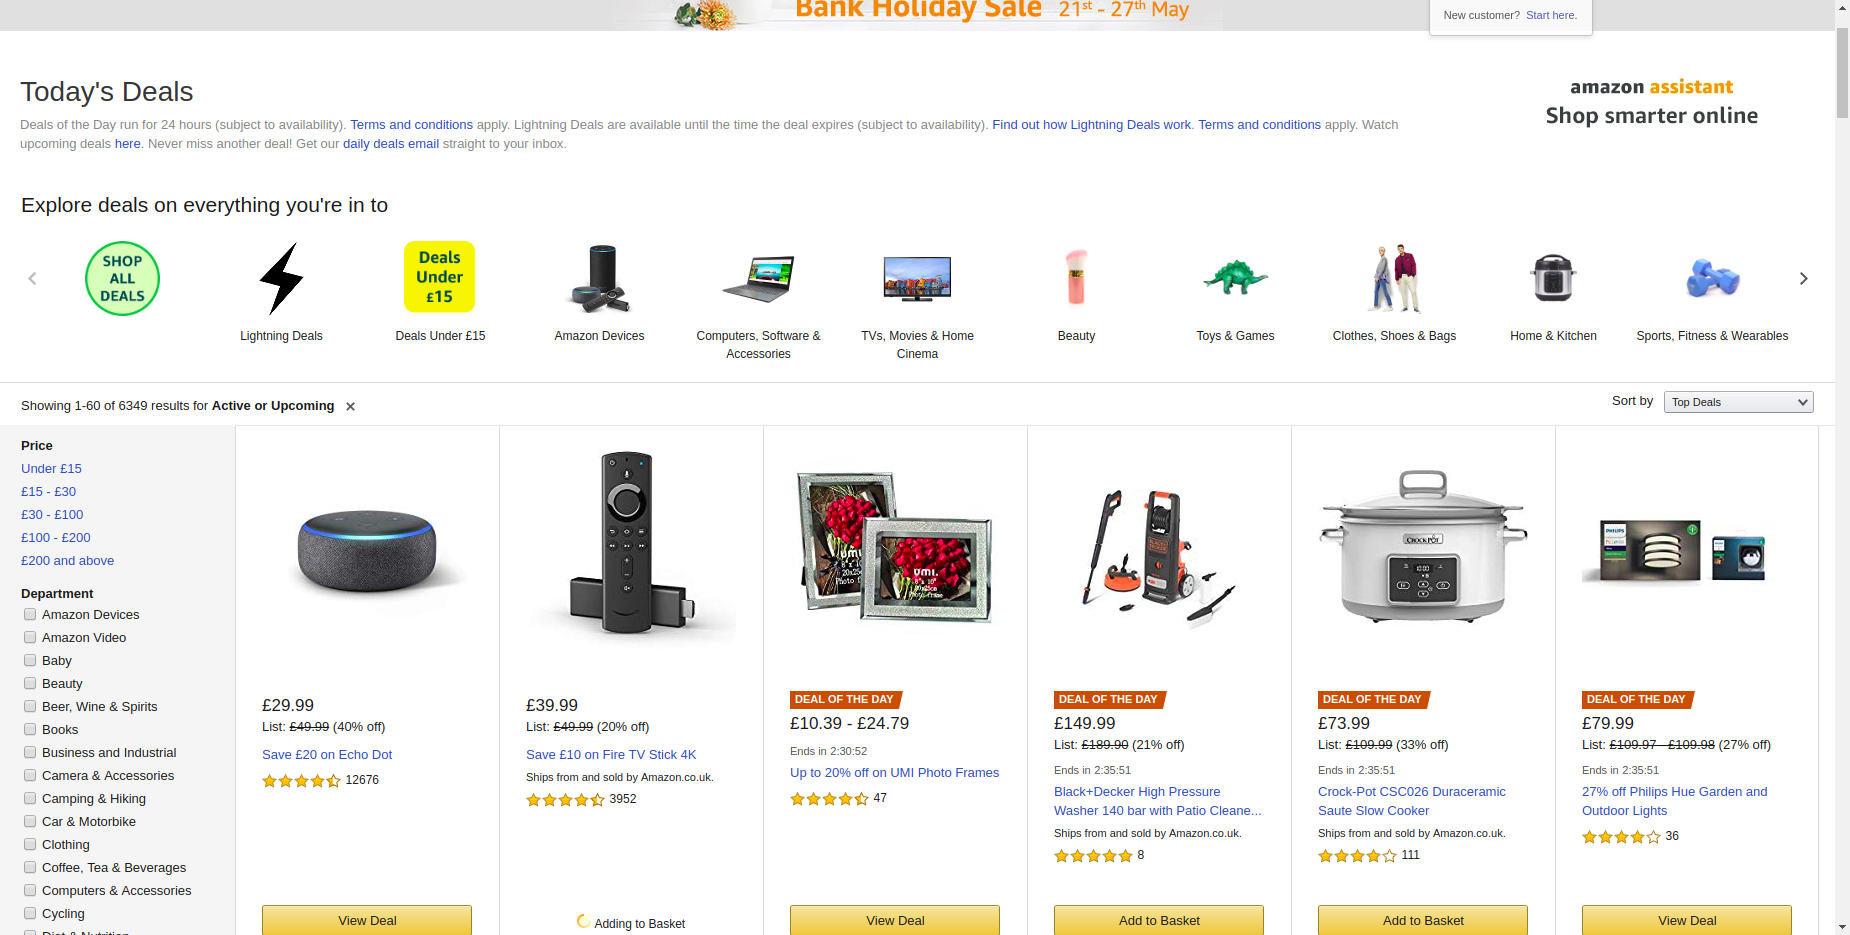 Bank Holiday Sale 21st - 27th May
New customer? Start here.
Today's Deals
Deals of the Day run for 24 hours (subject to availability). Terms and conditions apply. Lightning Deals are available until the time the deal expires (subject to availability). Find out how Lightning Deals work. Terms and conditions apply. Watch
upcoming deals here. Never miss another deal! Get our daily deals email straight to your inbox.
amazon assistant
Shop smarter online
Explore deals on everything you're in to
SHOP
ALL
DEALS
Deals
Under
£15
Lightning Deals
Deals Under £15
Amazon Devices
Computers, Software &
Accessories
TVs, Movies & Home
Cinema
Beauty
Toys & Games
Clothes, Shoes & Bags
Home & Kitchen
Sports, Fitness & Wearables
Showing 1-60 of 6349 results for Active or Upcoming
Sort by Top Deals
Price
Under £15
£15 - £30
£30 - £100
£100 - £200
£200 and above
Department
Amazon Devices
Amazon Video
Baby
Beauty
Beer, Wine & Spirits
Books
Business and Industrial
Camera & Accessories
Camping & Hiking
Car & Motorbike
Clothing
Coffee, Tea & Beverages
Computers & Accessories
Cycling
Diet & Nutrition
£29.99
List: £49.99 (40% off)
Save £20 on Echo Dot
12676
View Deal
£39.99
List: £49.99 (20% off)
Save £10 on Fire TV Stick 4K
Ships from and sold by Amazon.co.uk.
3952
Adding to Basket
umi.
8"x 10"
20x25cm
Photo frame
DEAL OF THE DAY
£10.39 - £24.79
Ends in 2:30:52
Up to 20% off on UMI Photo Frames
47
View Deal
DEAL OF THE DAY
£149.99
List: £189.90 (21% off)
Ends in 2:35:51
Black+Decker High Pressure
Washer 140 bar with Patio Cleane...
Ships from and sold by Amazon.co.uk.
8
Add to Basket
CROCK·POT
DEAL OF THE DAY
£73.99
List: £109.99 (33% off)
Ends in 2:35:51
Crock-Pot CSC026 Duraceramic
Saute Slow Cooker
Ships from and sold by Amazon.co.uk.
111
Add to Basket
PHILIPS
DEAL OF THE DAY
£79.99
List: £109.97 - £109.98 (27% off)
Ends in 2:35:51
27% off Philips Hue Garden and
Outdoor Lights
36
View Deal